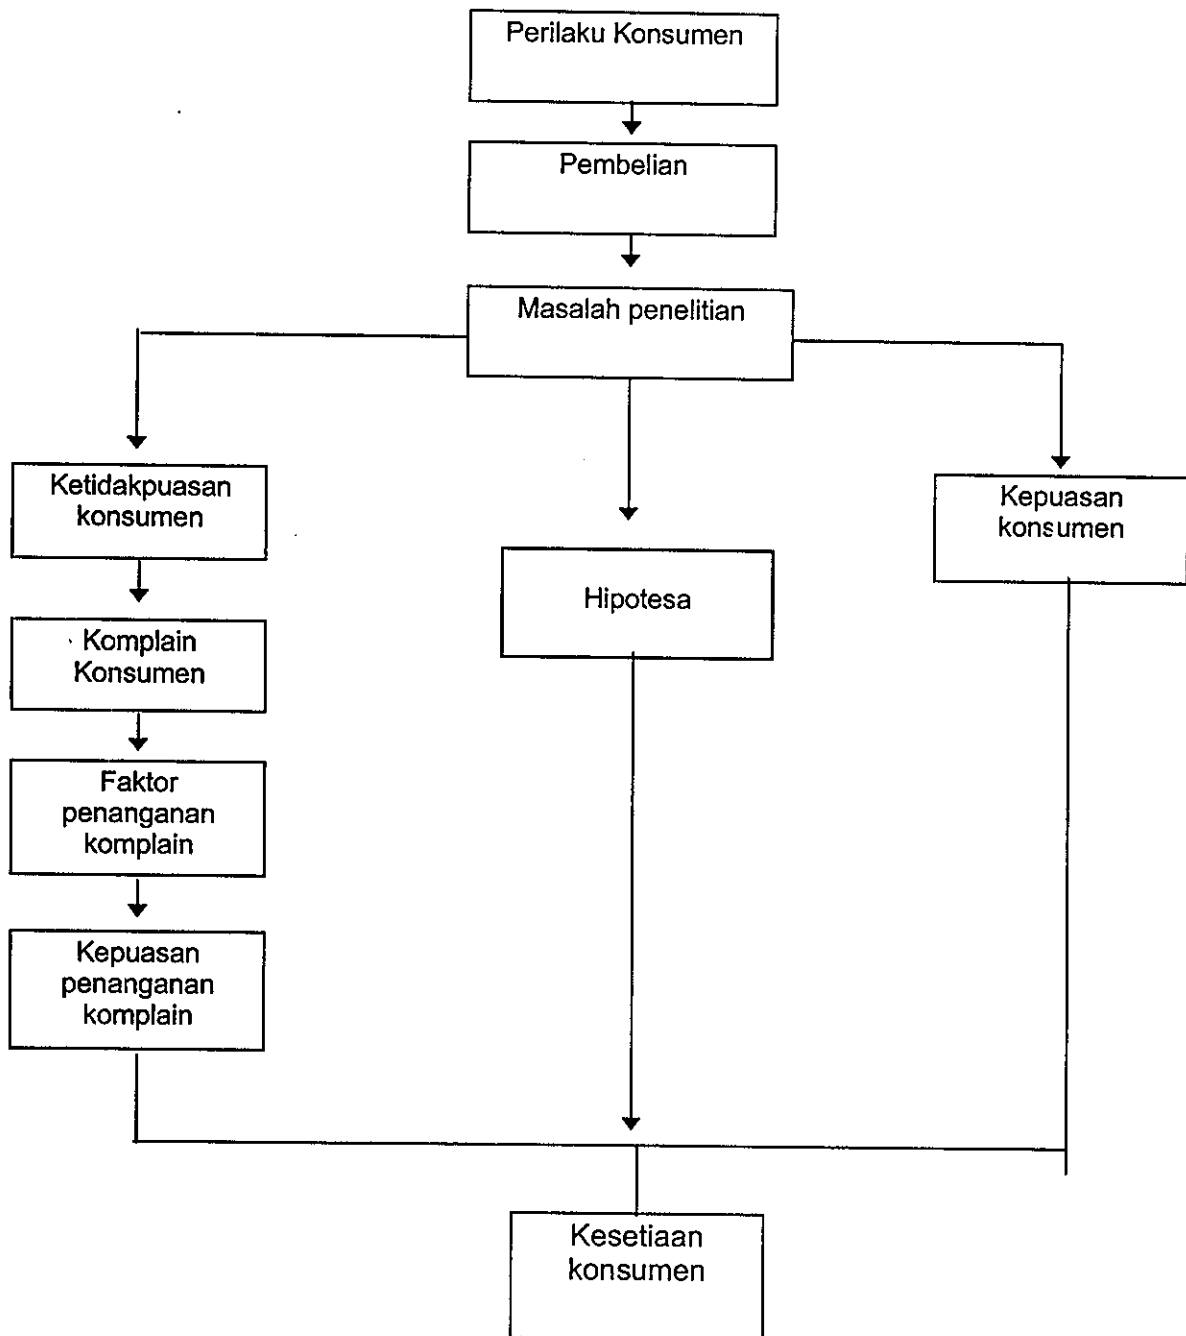 Perilaku Konsumen
Pembelian
Masalah penelitian
Ketidakpuasan
konsumen
Kepuasan
konsumen
Hipotesa
Komplain
Konsumen
Faktor
penanganan
komplain
Kepuasan
penanganan
komplain
Kesetiaan
konsumen